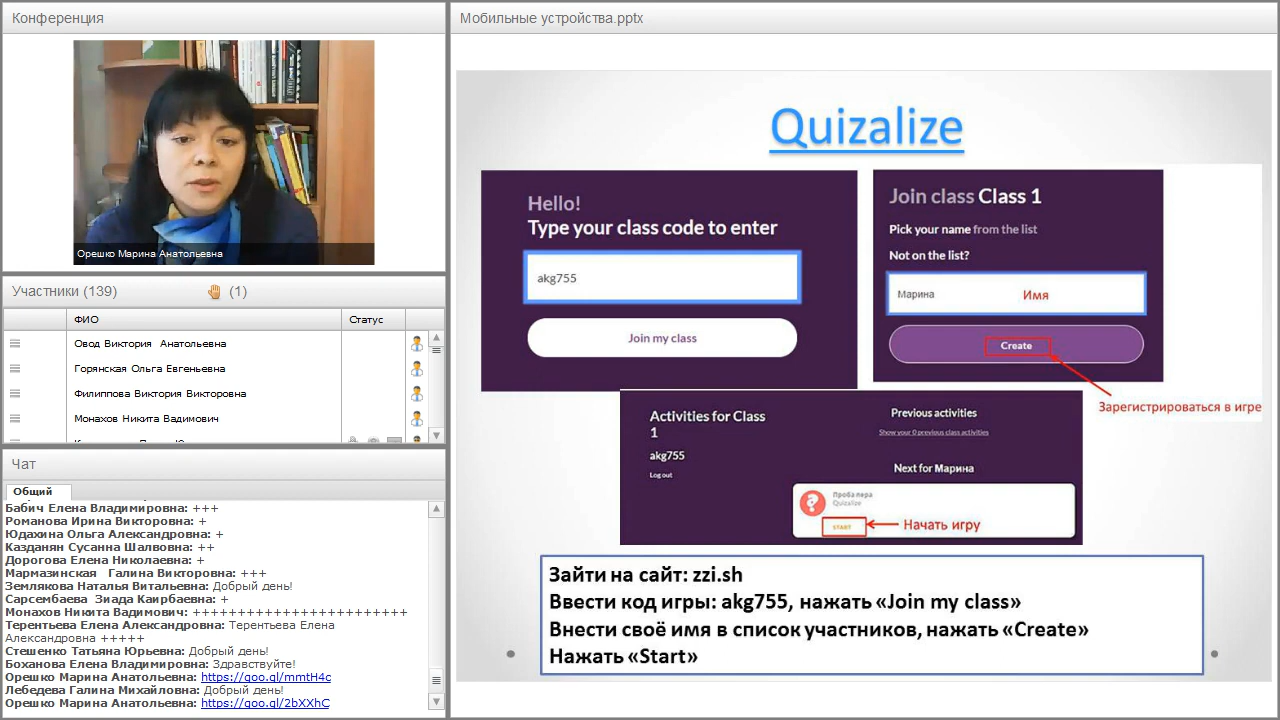 Конференция
Орешко Марина Анатольевна
Участники (139) (1)
ФИО Статус
Овод Виктория Анатольевна
Горянская Ольга Евгеньевна
Филиппова Виктория Викторовна
Монахов Никита Вадимович
Чат
Общий
Бабич Елена Владимировна: +++
Романова Ирина Викторовна: +
Юдахина Ольга Александровна: +
Казданян Сусанна Шалвовна: ++
Дорогова Елена Николаевна: +
Мармазинская Галина Викторовна: +++
Землякова Наталья Витальевна: Добрый день!
Сарсембаева Зиада Каирбаевна: +
Монахов Никита Вадимович: ++++++++++++++++++++++++
Терентьева Елена Александровна: Терентьева Елена
Александровна +++++
Стешенко Татьяна Юрьевна: Добрый день!
Боханова Елена Владимировна: Здравствуйте!
Орешко Марина Анатольевна: https://goo.gl/mmtH4c
Лебедева Галина Михайловна: Добрый день!
Орешко Марина Анатольевна: https://goo.gl/2bXXhC
Мобильные устройства.pptx
Quizalize
Hello!
Type your class code to enter
akg755
Join my class
Join class Class 1
Pick your name from the list
Not on the list?
Марина Имя
Create
Зарегистрироваться в игре
Activities for Class
1
akg755
Log out
Previous activities
Show your 0 previous class activities
Next for Марина
Проба пера
Quizalize
START
Начать игру
Зайти на сайт: zzi.sh
Ввести код игры: akg755, нажать «Join my class»
Внести своё имя в список участников, нажать «Create»
Нажать «Start»